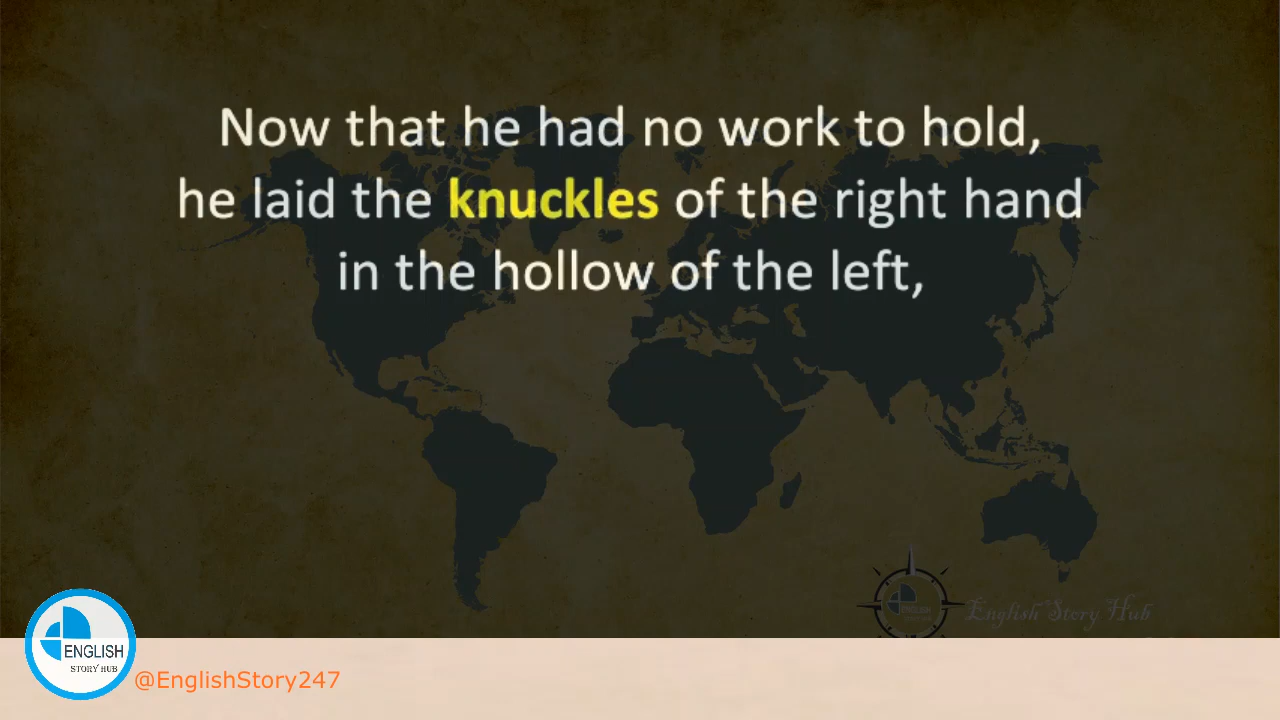 Now that he had no work to hold,
he laid the knuckles of the right hand
in the hollow of the left,
English Story Hub
ENGLISH
STORY HUB
@EnglishStory247